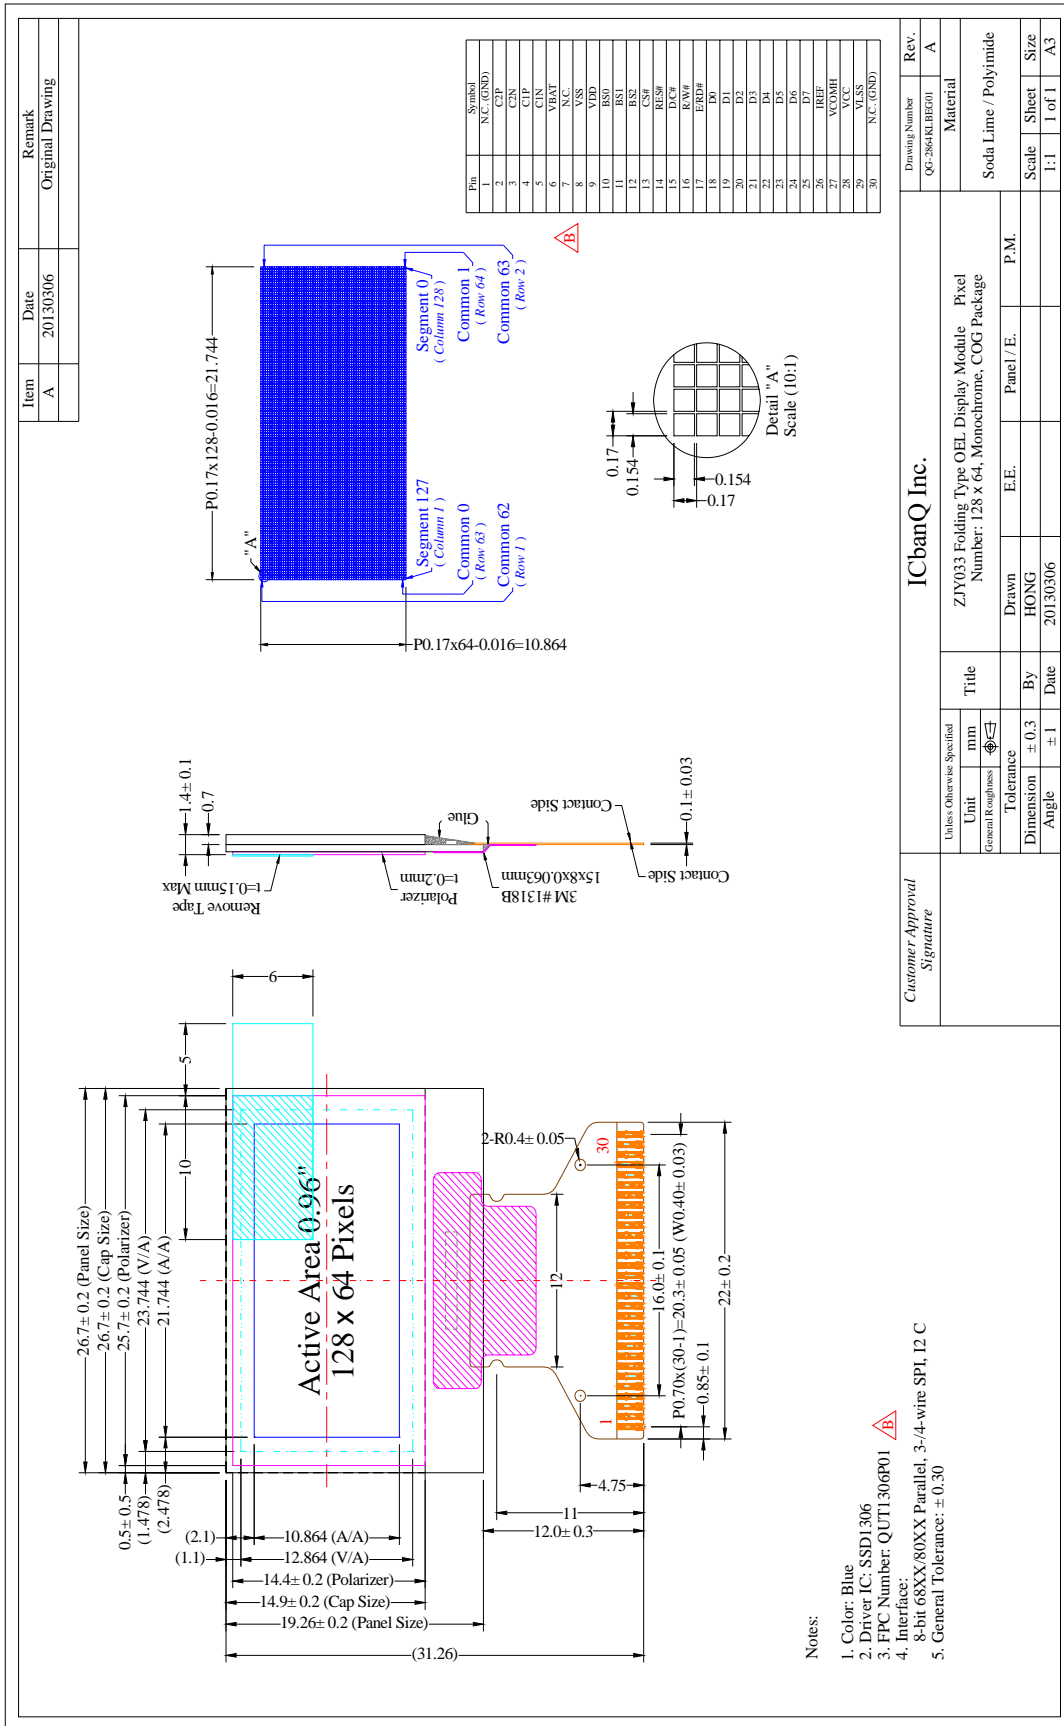 Item Date Remark
A 20130306 Original Drawing
26.7± 0.2 (Panel Size)
26.7± 0.2 (Cap Size)
25.7± 0.2 (Polarizer)
23.744 (V/A)
21.744 (A/A)
0.5± 0.5
(1.478)
(2.478)
10
5
6
Active Area 0.96"
128 x 64 Pixels
(2.1)
10.864 (A/A)
(1.1)
12.864 (V/A)
14.4± 0.2 (Polarizer)
14.9± 0.2 (Cap Size)
19.26± 0.2 (Panel Size)
(31.26)
4.75
11
12.0± 0.3
12
2-R0.4± 0.05
1
30
16.0± 0.1
P0.70x(30-1)=20.3± 0.05 (W0.40± 0.03)
0.85± 0.1
22± 0.2
1.4± 0.1
0.7
Remove Tape
t=0.15mm Max
Polarizer
t=0.2mm
3M #1318B
15x8x0.063mm
Glue
Contact Side
Contact Side
0.1± 0.03
P0.17x128-0.016=21.744
"A"
P0.17x64-0.016=10.864
Segment 127
( Column 1 )
Common 0
( Row 63 )
Common 62
( Row 1 )
Segment 0
( Column 128 )
Common 1
( Row 64 )
Common 63
( Row 2 )
0.17
0.154
0.154
0.17
Detail "A"
Scale (10:1)
B
Pin Symbol
1 N.C. (GND)
2 C2P
3 C2N
4 C1P
5 C1N
6 VBAT
7 N.C.
8 VSS
9 VDD
10 BS0
11 BS1
12 BS2
13 CS#
14 RES#
15 D/C#
16 R/W#
17 E/RD#
18 D0
19 D1
20 D2
21 D3
22 D4
23 D5
24 D6
25 D7
26 IREF
27 VCOMH
28 VCC
29 VLSS
30 N.C. (GND)
Notes:
1. Color: Blue
2. Driver IC: SSD1306
3. FPC Number: QUT1306P01 B
4. Interface:
8-bit 68XX/80XX Parallel, 3-/4-wire SPI, I2 C
5. General Tolerance: ± 0.30
Customer Approval
Signature
ICbanQ Inc.
Drawing Number Rev.
QG-2864KLBEG01 A
Unless Otherwise Specified
Unit mm
General Roughness
Tolerance
Dimension ± 0.3
Angle ± 1
Title
ZJY033 Folding Type OEL Display Module Pixel
Number: 128 x 64, Monochrome, COG Package
Material
Soda Lime / Polyimide
Drawn E.E. Panel / E. P.M.
By HONG
Date 20130306
Scale Sheet Size
1:1 1 of 1 A3